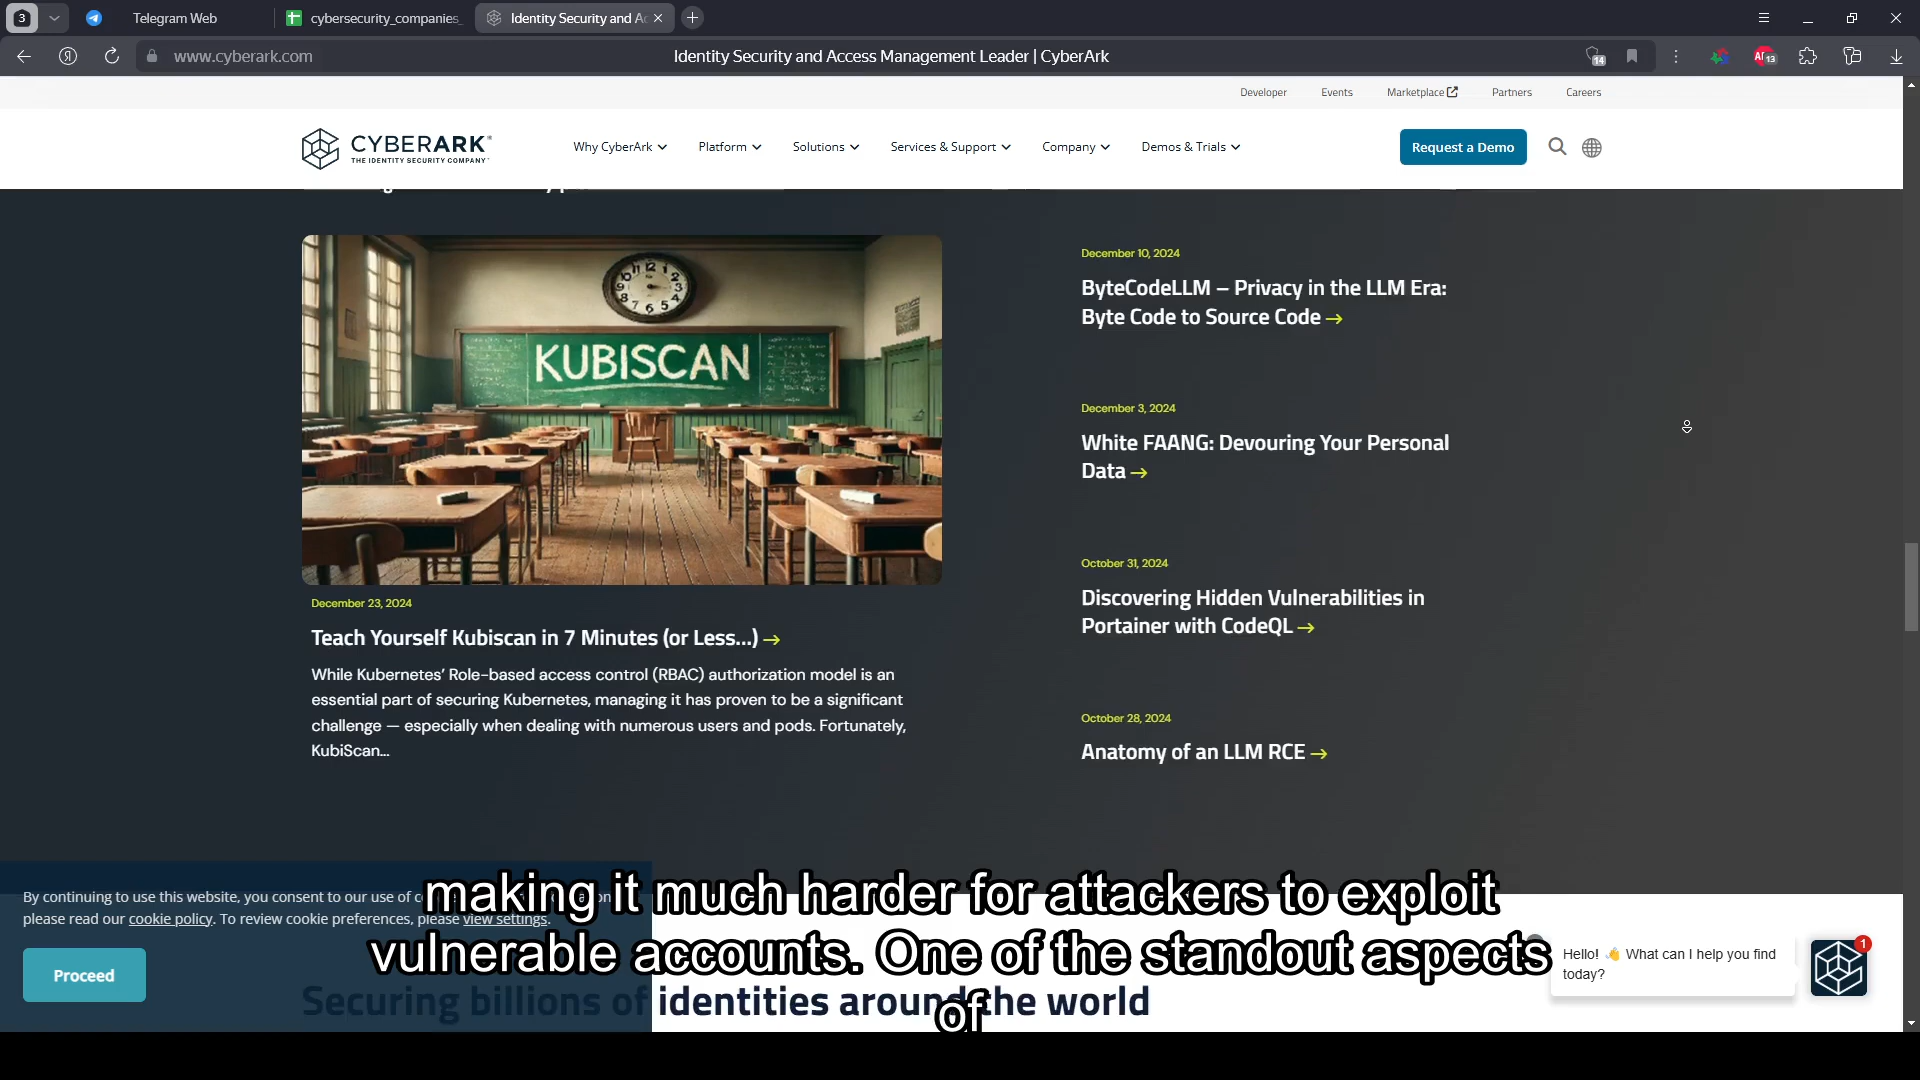 3
Telegram Web
cybersecurity_companies_
Identity Security and Ac
www.cyberark.com
Identity Security and Access Management Leader | CyberArk
14
13
Developer
Events
Marketplace
Partners
Careers
CYBERARK®
THE IDENTITY SECURITY COMPANY™
Why CyberArk
Platform
Solutions
Services & Support
Company
Demos & Trials
Request a Demo
KUBISCAN
December 23, 2024
Teach Yourself Kubiscan in 7 Minutes (or Less...) →
While Kubernetes’ Role-based access control (RBAC) authorization model is an
essential part of securing Kubernetes, managing it has proven to be a significant
challenge — especially when dealing with numerous users and pods. Fortunately,
KubiScan...
December 10, 2024
ByteCodeLLM – Privacy in the LLM Era:
Byte Code to Source Code →
December 3, 2024
White FAANG: Devouring Your Personal
Data →
October 31, 2024
Discovering Hidden Vulnerabilities in
Portainer with CodeQL →
October 28, 2024
Anatomy of an LLM RCE →
By continuing to use this website, you consent to our use of
please read our cookie policy. To review cookie preferences, please view settings.
Proceed
making it much harder for attackers to exploit
vulnerable accounts. One of the standout aspects
of
Securing billions of identities around the world
Hello! 👋 What can I help you find
today?
1